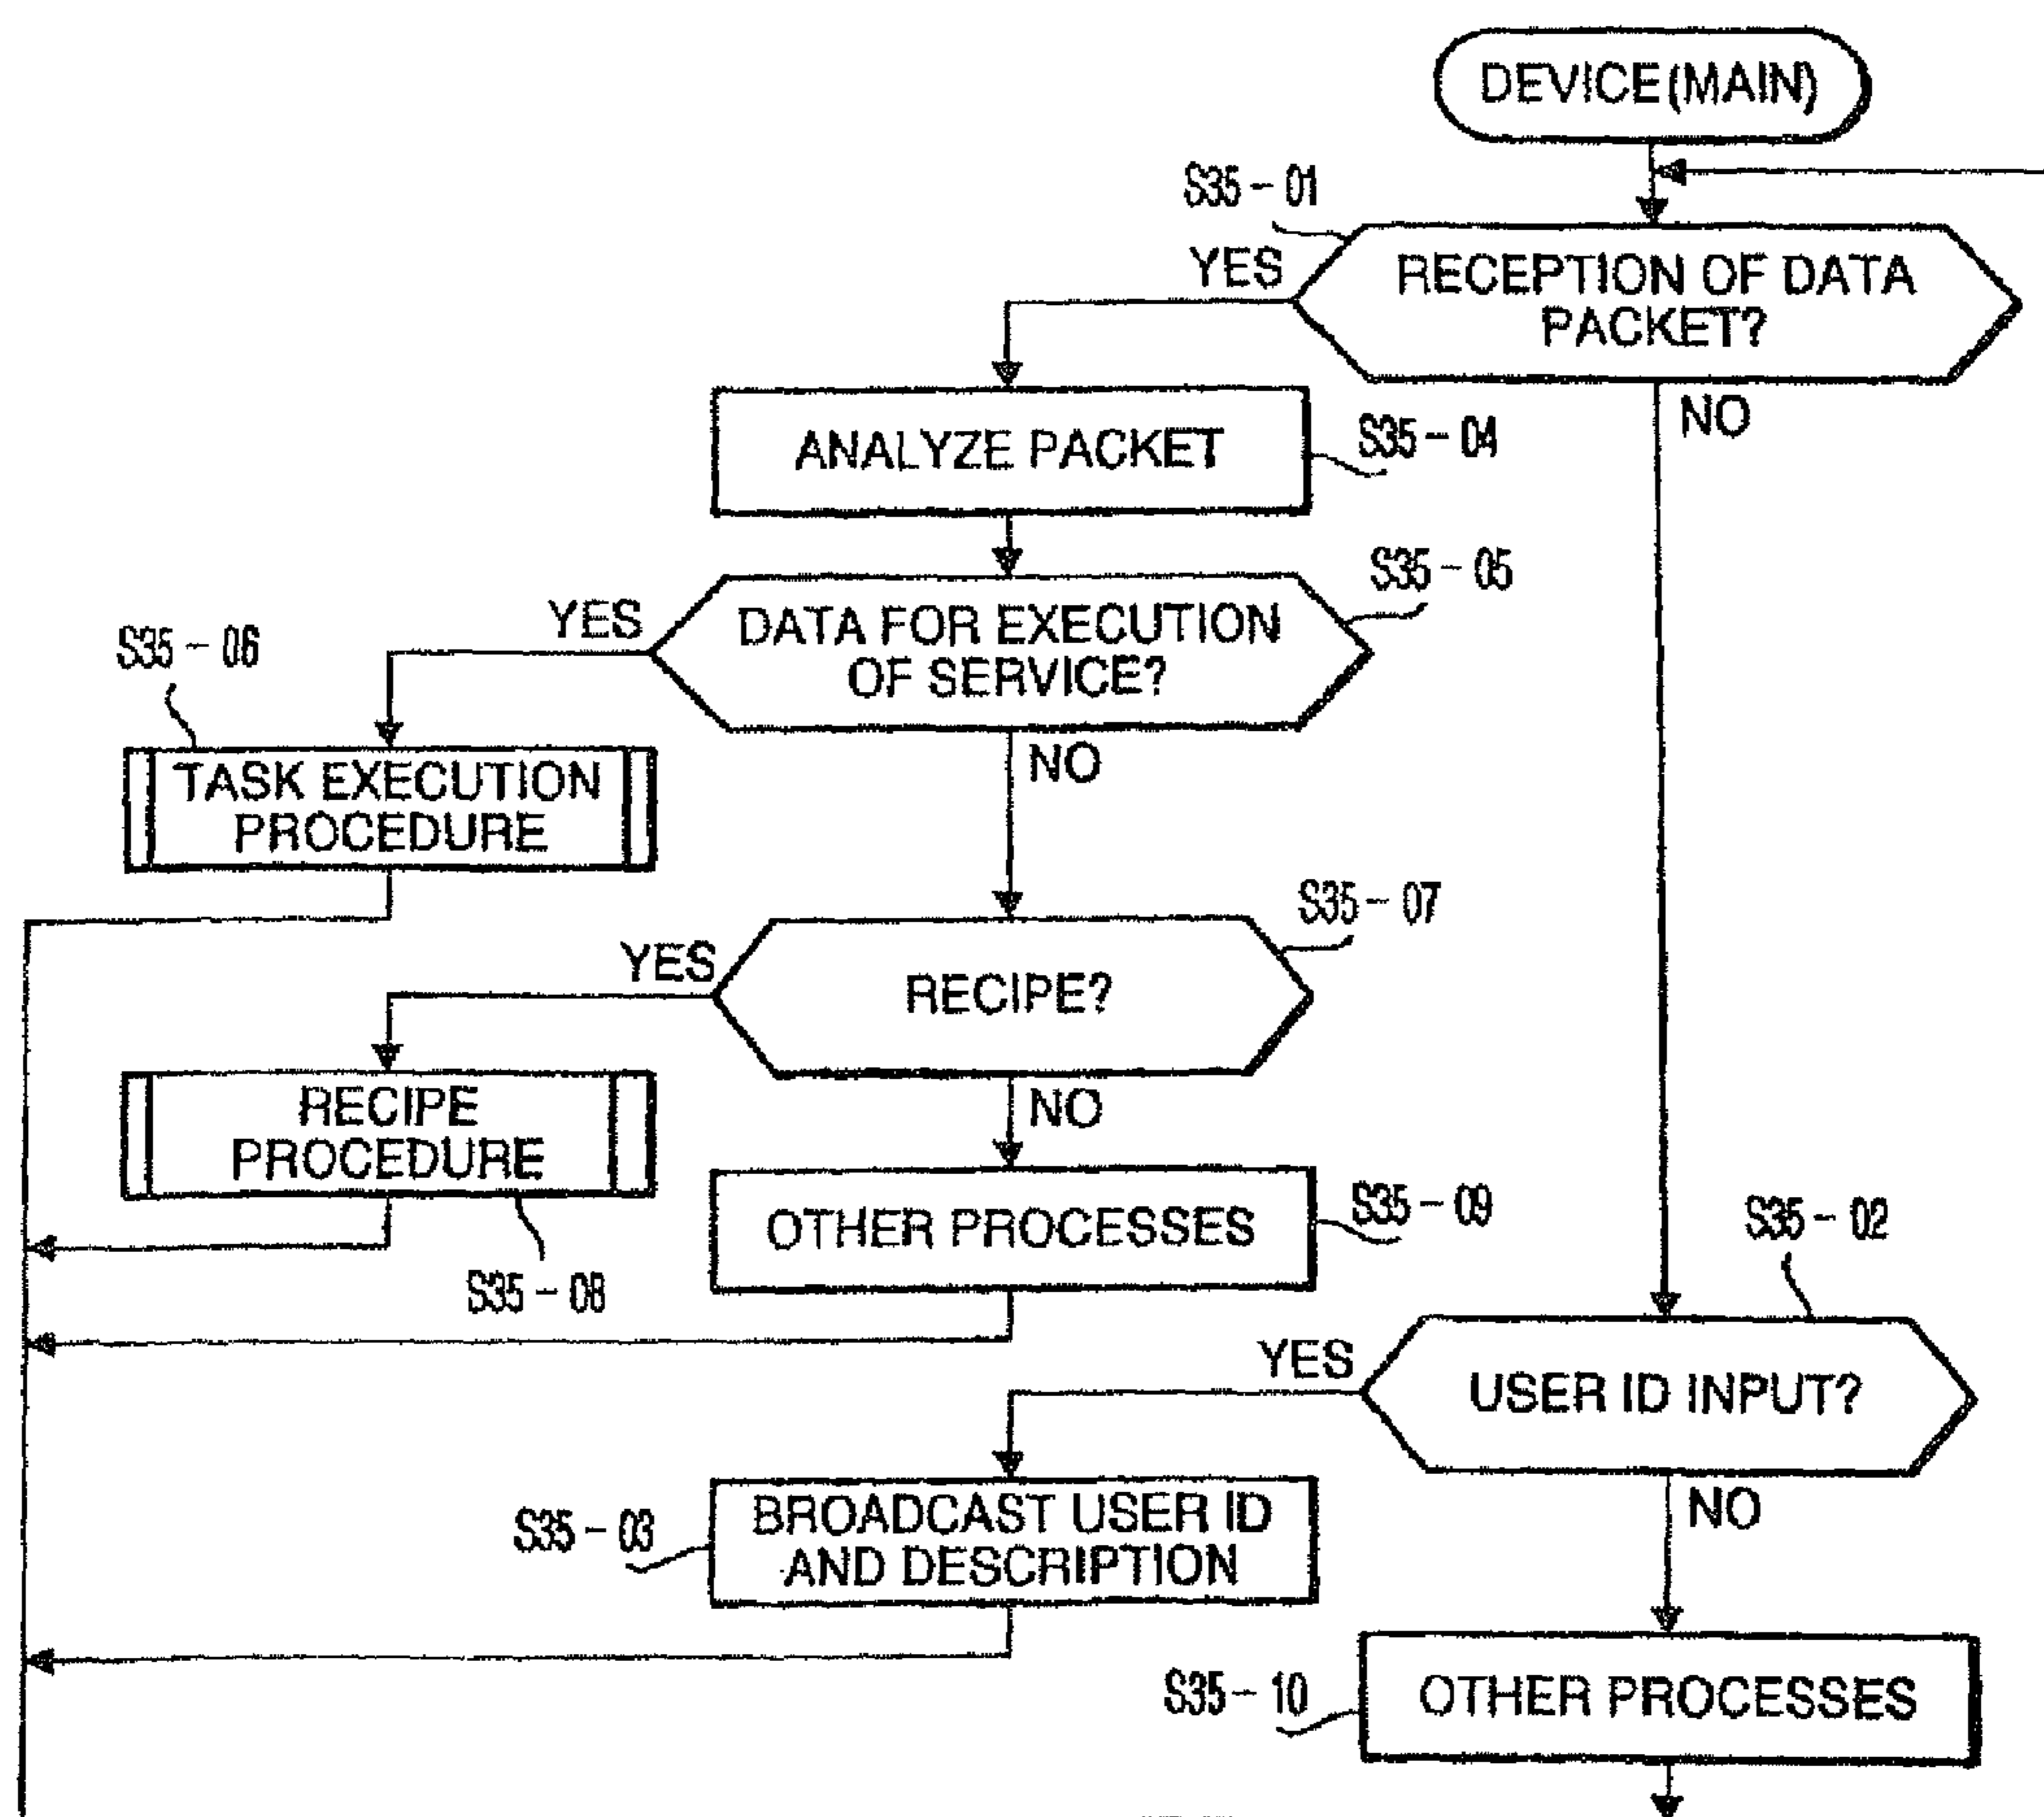 DEVICE(MAIN)
S35-01
YES
RECEPTION OF DATA
PACKET?
NO
ANALYZE PACKET
S35-04
S35-05
YES
DATA FOR EXECUTION
OF SERVICE?
S35-06
NO
TASK EXECUTION
PROCEDURE
S35-07
YES
RECIPE?
NO
RECIPE
PROCEDURE
S35-08
OTHER PROCESSES
S35-09
S35-02
YES
USER ID INPUT?
NO
S35-03
BROADCAST USER ID
AND DESCRIPTION
S35-10
OTHER PROCESSES